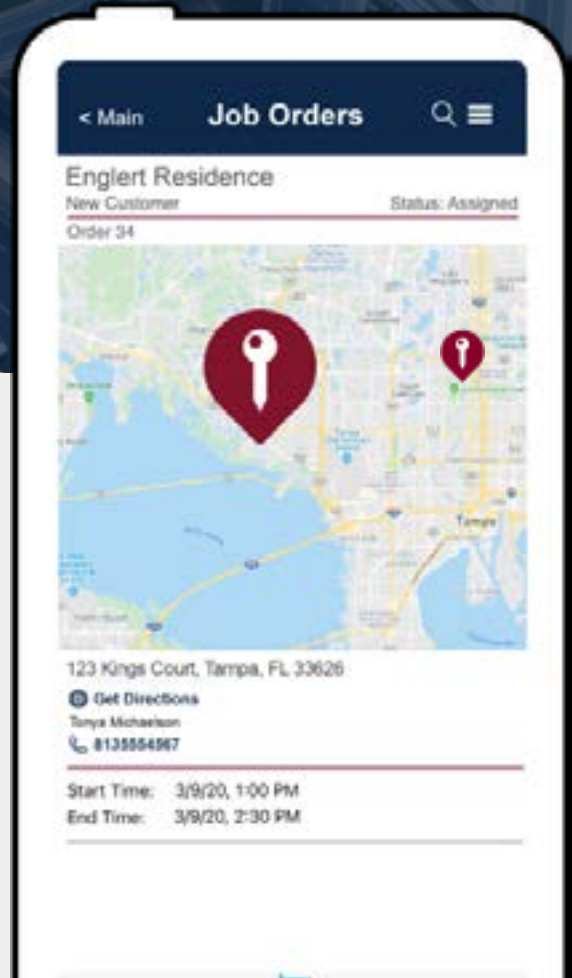 < Main Job Orders
Englert Residence
New Customer Status: Assigned
Order 34
Tampa
123 Kings Court, Tampa, FL 33626
Get Directions
Tonya Michaelson
8135554567
Start Time: 3/9/20, 1:00 PM
End Time: 3/9/20, 2:30 PM